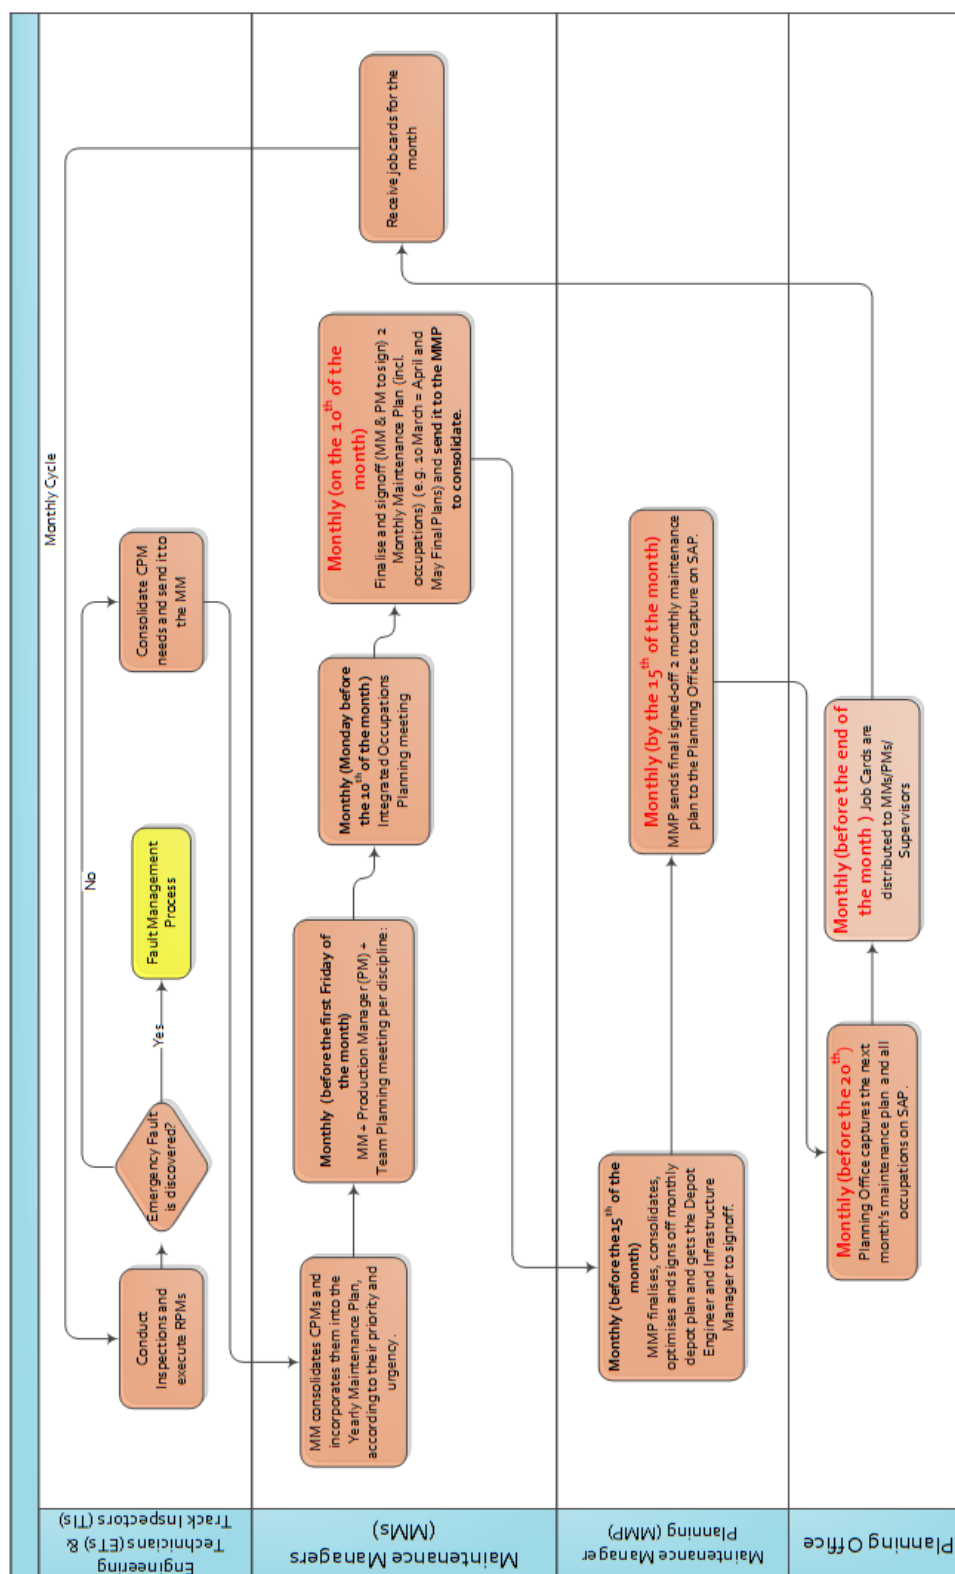 Monthly Cycle
Engineering
Technicians (ETs) &
Track Inspectors (TIs)
Conduct
Inspections and
execute RPMs
Emergency Fault
is discovered?
Yes
No
Fault Management
Process
Consolidate CPM
needs and send it to
the MM
Maintenance Managers
(MMs)
MM consolidates CPMs and
incorporates them into the
Yearly Maintenance Plan,
according to their priority and
urgency.
Monthly (before the first Friday of
the month)
MM + Production Manager (PM) +
Team Planning meeting per discipline:
Monthly (Monday before
the 10th of the month)
Integrated Occupations
Planning meeting
Monthly (on the 10th of the
month)
Finalise and signoff (MM & PM to sign) 2
Monthly Maintenance Plan (incl.
occupations) (e.g. 10 March = April and
May Final Plans) and send it to the MMP
to consolidate.
Receive job cards for the
month
Maintenance Manager
Planning (MMP)
Monthly (before the 15th of the
month)
MMP finalises, consolidates,
optimises and signs off monthly
depot plan and gets the Depot
Engineer and Infrastructure
Manager to signoff.
Monthly (by the 15th of the month)
MMP sends final signed-off 2 monthly maintenance
plan to the Planning Office to capture on SAP.
Planning Office
Monthly (before the 20th)
Planning Office captures the next
month's maintenance plan and all
occupations on SAP.
Monthly (before the end of
the month ) Job Cards are
distributed to MMs/PMs/
Supervisors